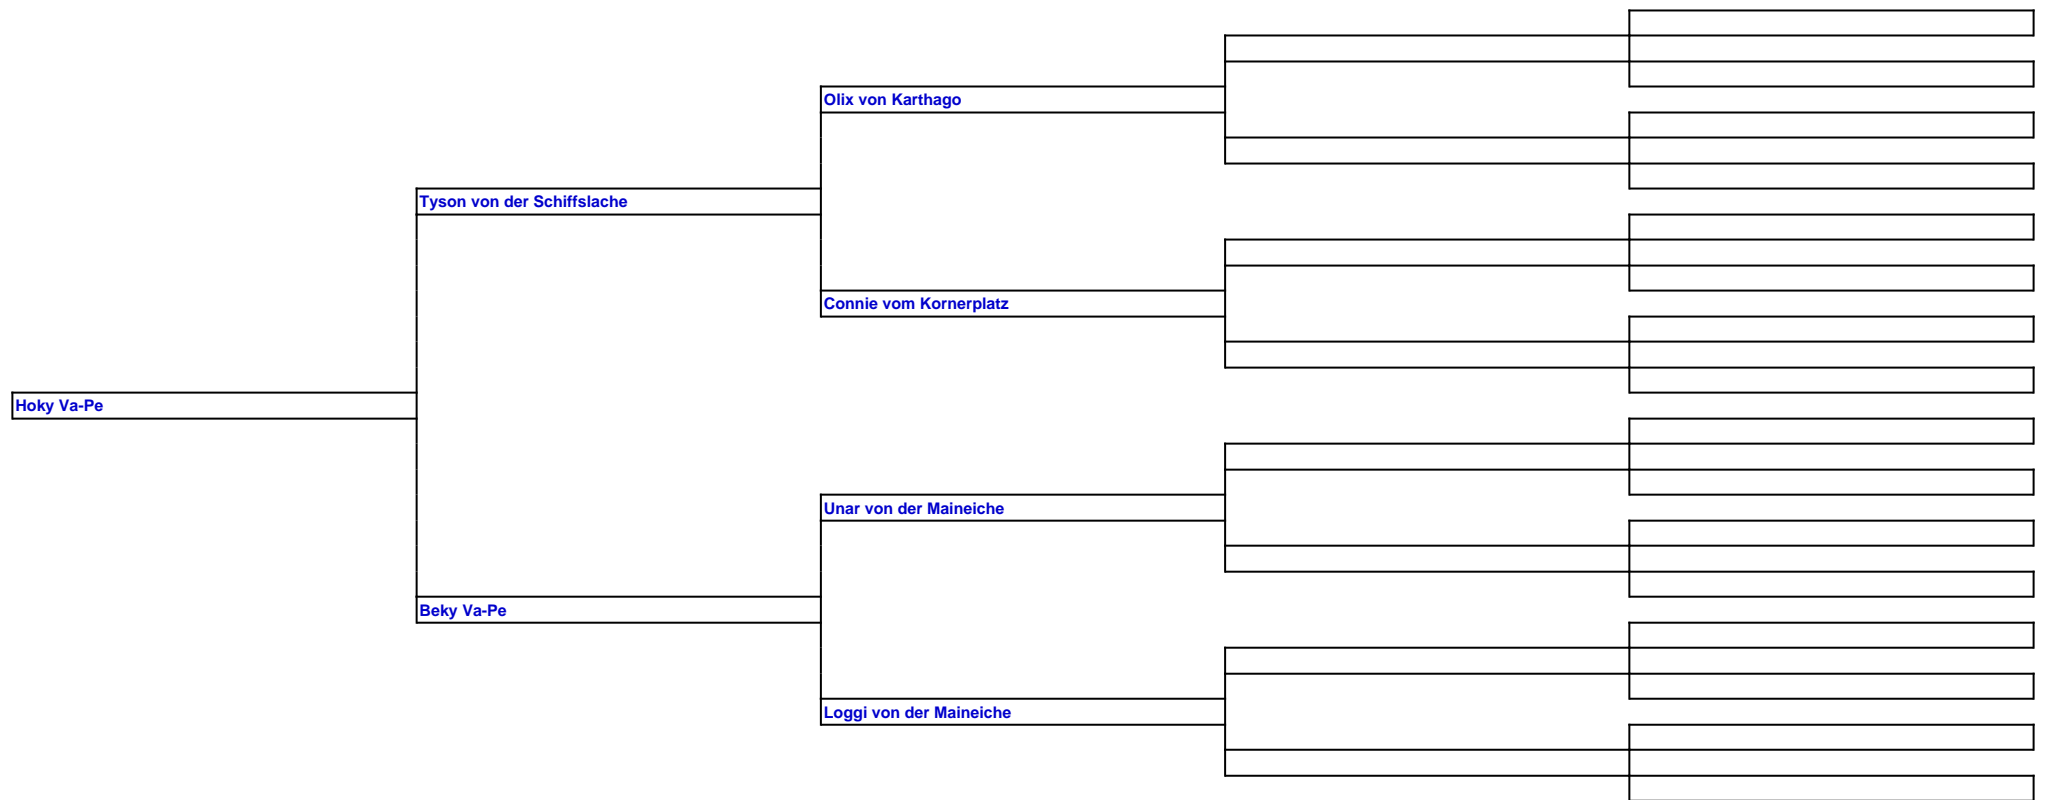 Olix von Karthago
Tyson von der Schiffslache
Connie vom Kornerplatz
Hoky Va-Pe
Unar von der Maineiche
Beky Va-Pe
Loggi von der Maineiche